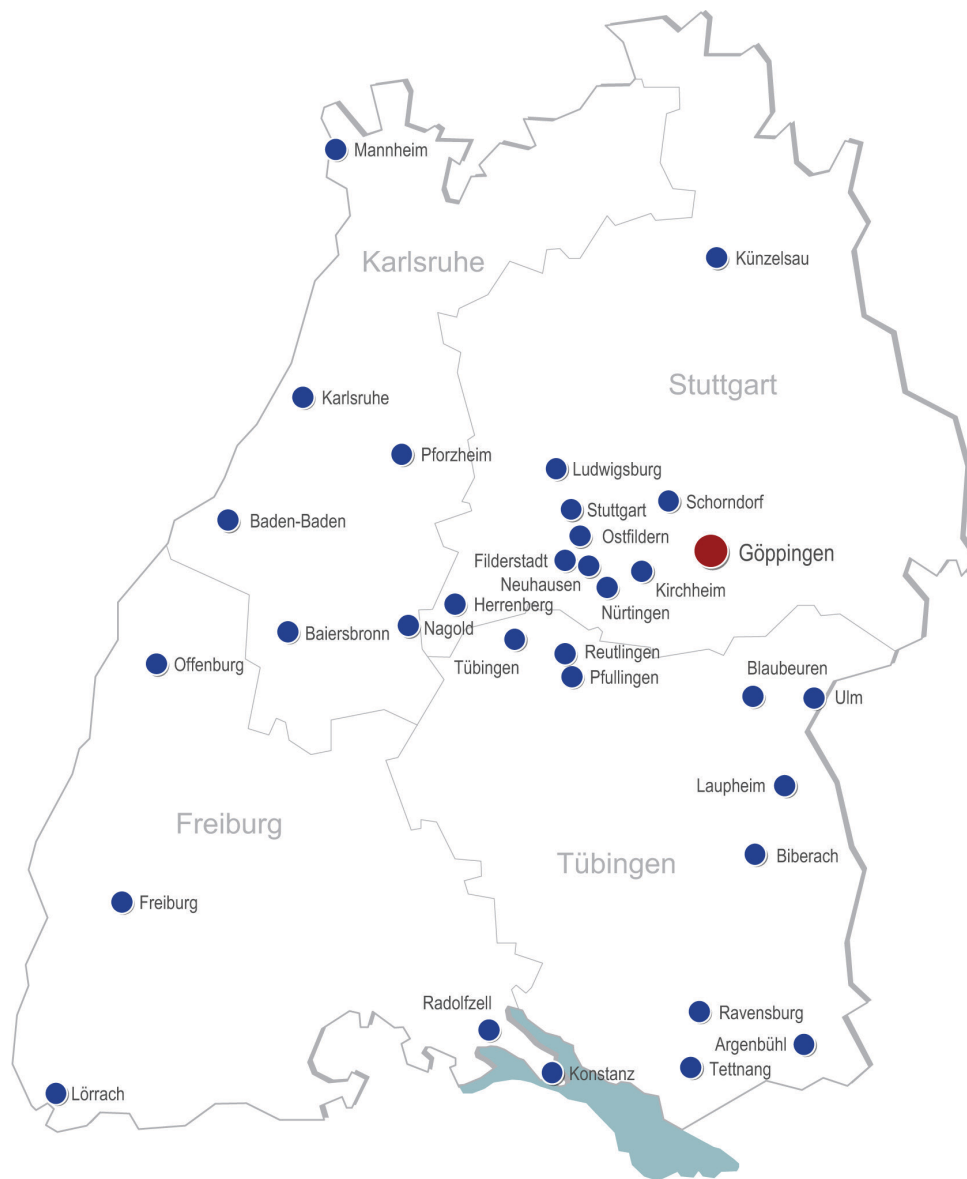 Mannheim
Karlsruhe
Künzelsau
Stuttgart
Karlsruhe
Pforzheim
Ludwigsburg
Schorndorf
Stuttgart
Baden-Baden
Ostfildern
Göppingen
Filderstadt
Neuhausen
Kirchheim
Nürtingen
Herrenberg
Nagold
Baiersbronn
Offenburg
Tübingen
Reutlingen
Pfullingen
Blaubeuren
Ulm
Laupheim
Freiburg
Biberach
Tübingen
Freiburg
Radolfzell
Ravensburg
Argenbühl
Tettnang
Konstanz
Lörrach